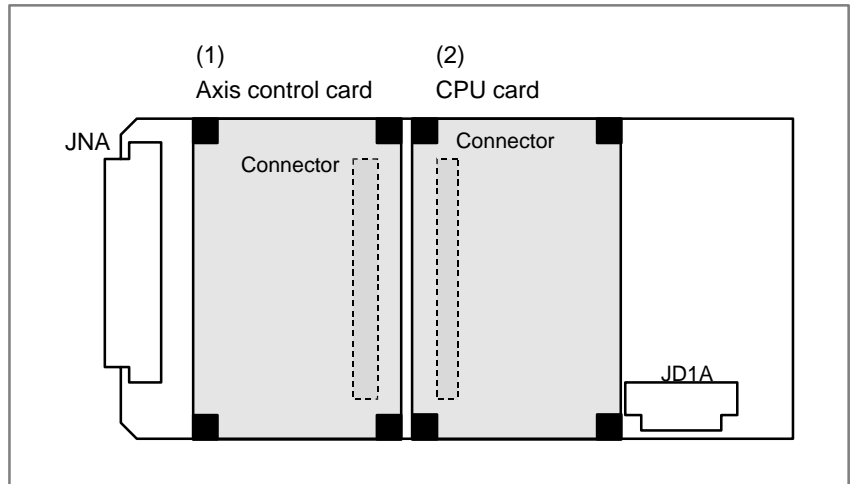 (1)
Axis control card
(2)
CPU card
JNA
Connector
Connector
JD1A